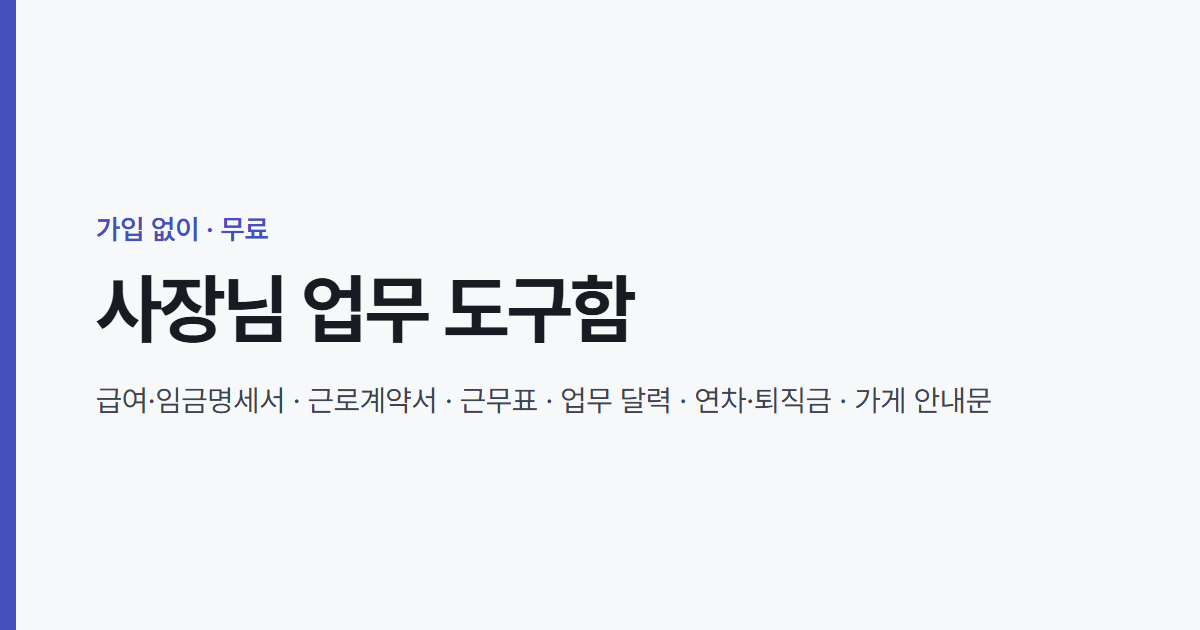 가입 없이 · 무료
사장님 업무 도구함
급여·임금명세서 · 근로계약서 · 근무표 · 업무 달력 · 연차·퇴직금 · 가게 안내문